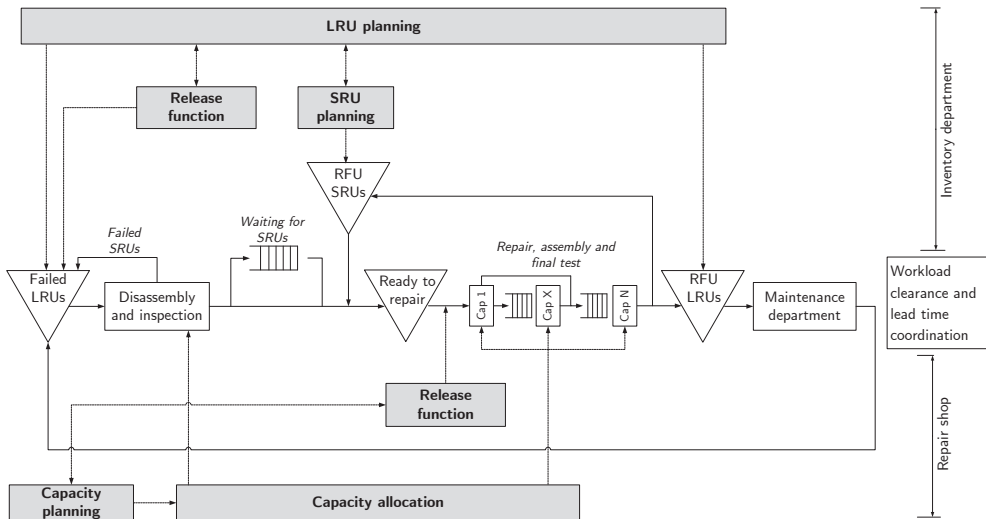 LRU planning
Release
function
SRU
planning
Inventory department
RFU
SRUs
Failed
SRUs
Waiting for
SRUs
Repair, assembly and
final test
Failed
LRUs
Disassembly
and inspection
Ready to
repair
Cap 1
Cap X
Cap N
RFU
LRUs
Maintenance
department
Workload
clearance and
lead time
coordination
Release
function
Repair shop
Capacity
planning
Capacity allocation